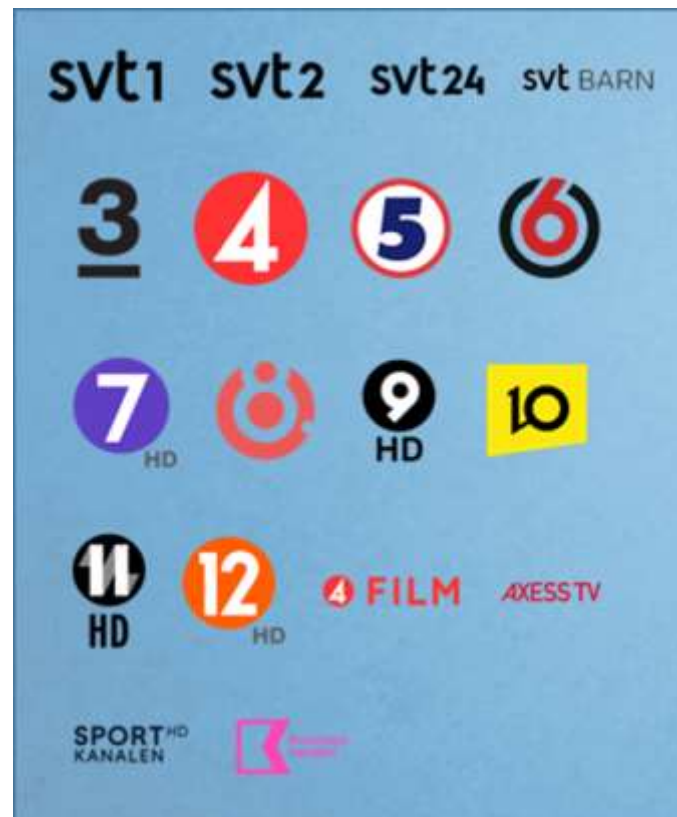 svt1 svt2 svt24 svt BARN
3 4 5 6
7 HD 9 HD 10
11 HD 12 HD 4 FILM AXESS TV
SPORT HD
KANALEN